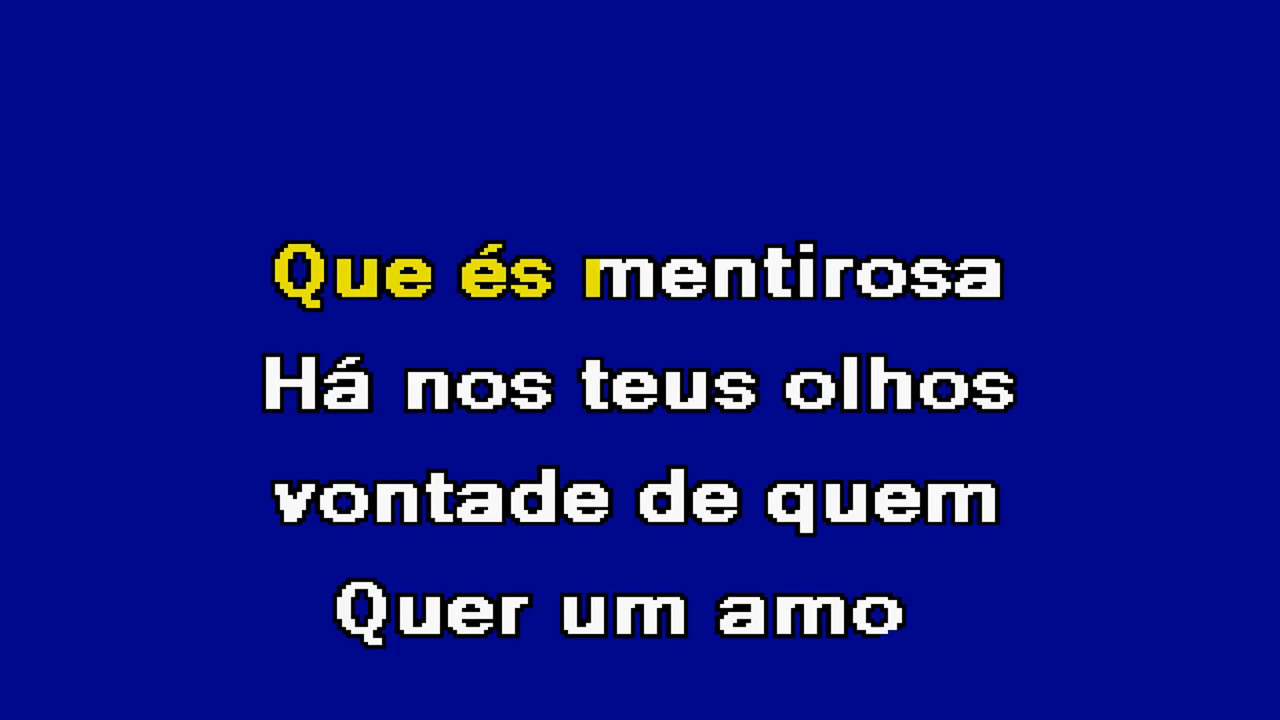 Que és mentirosa
Há nos teus olhos
vontade de quem
Quer um amo